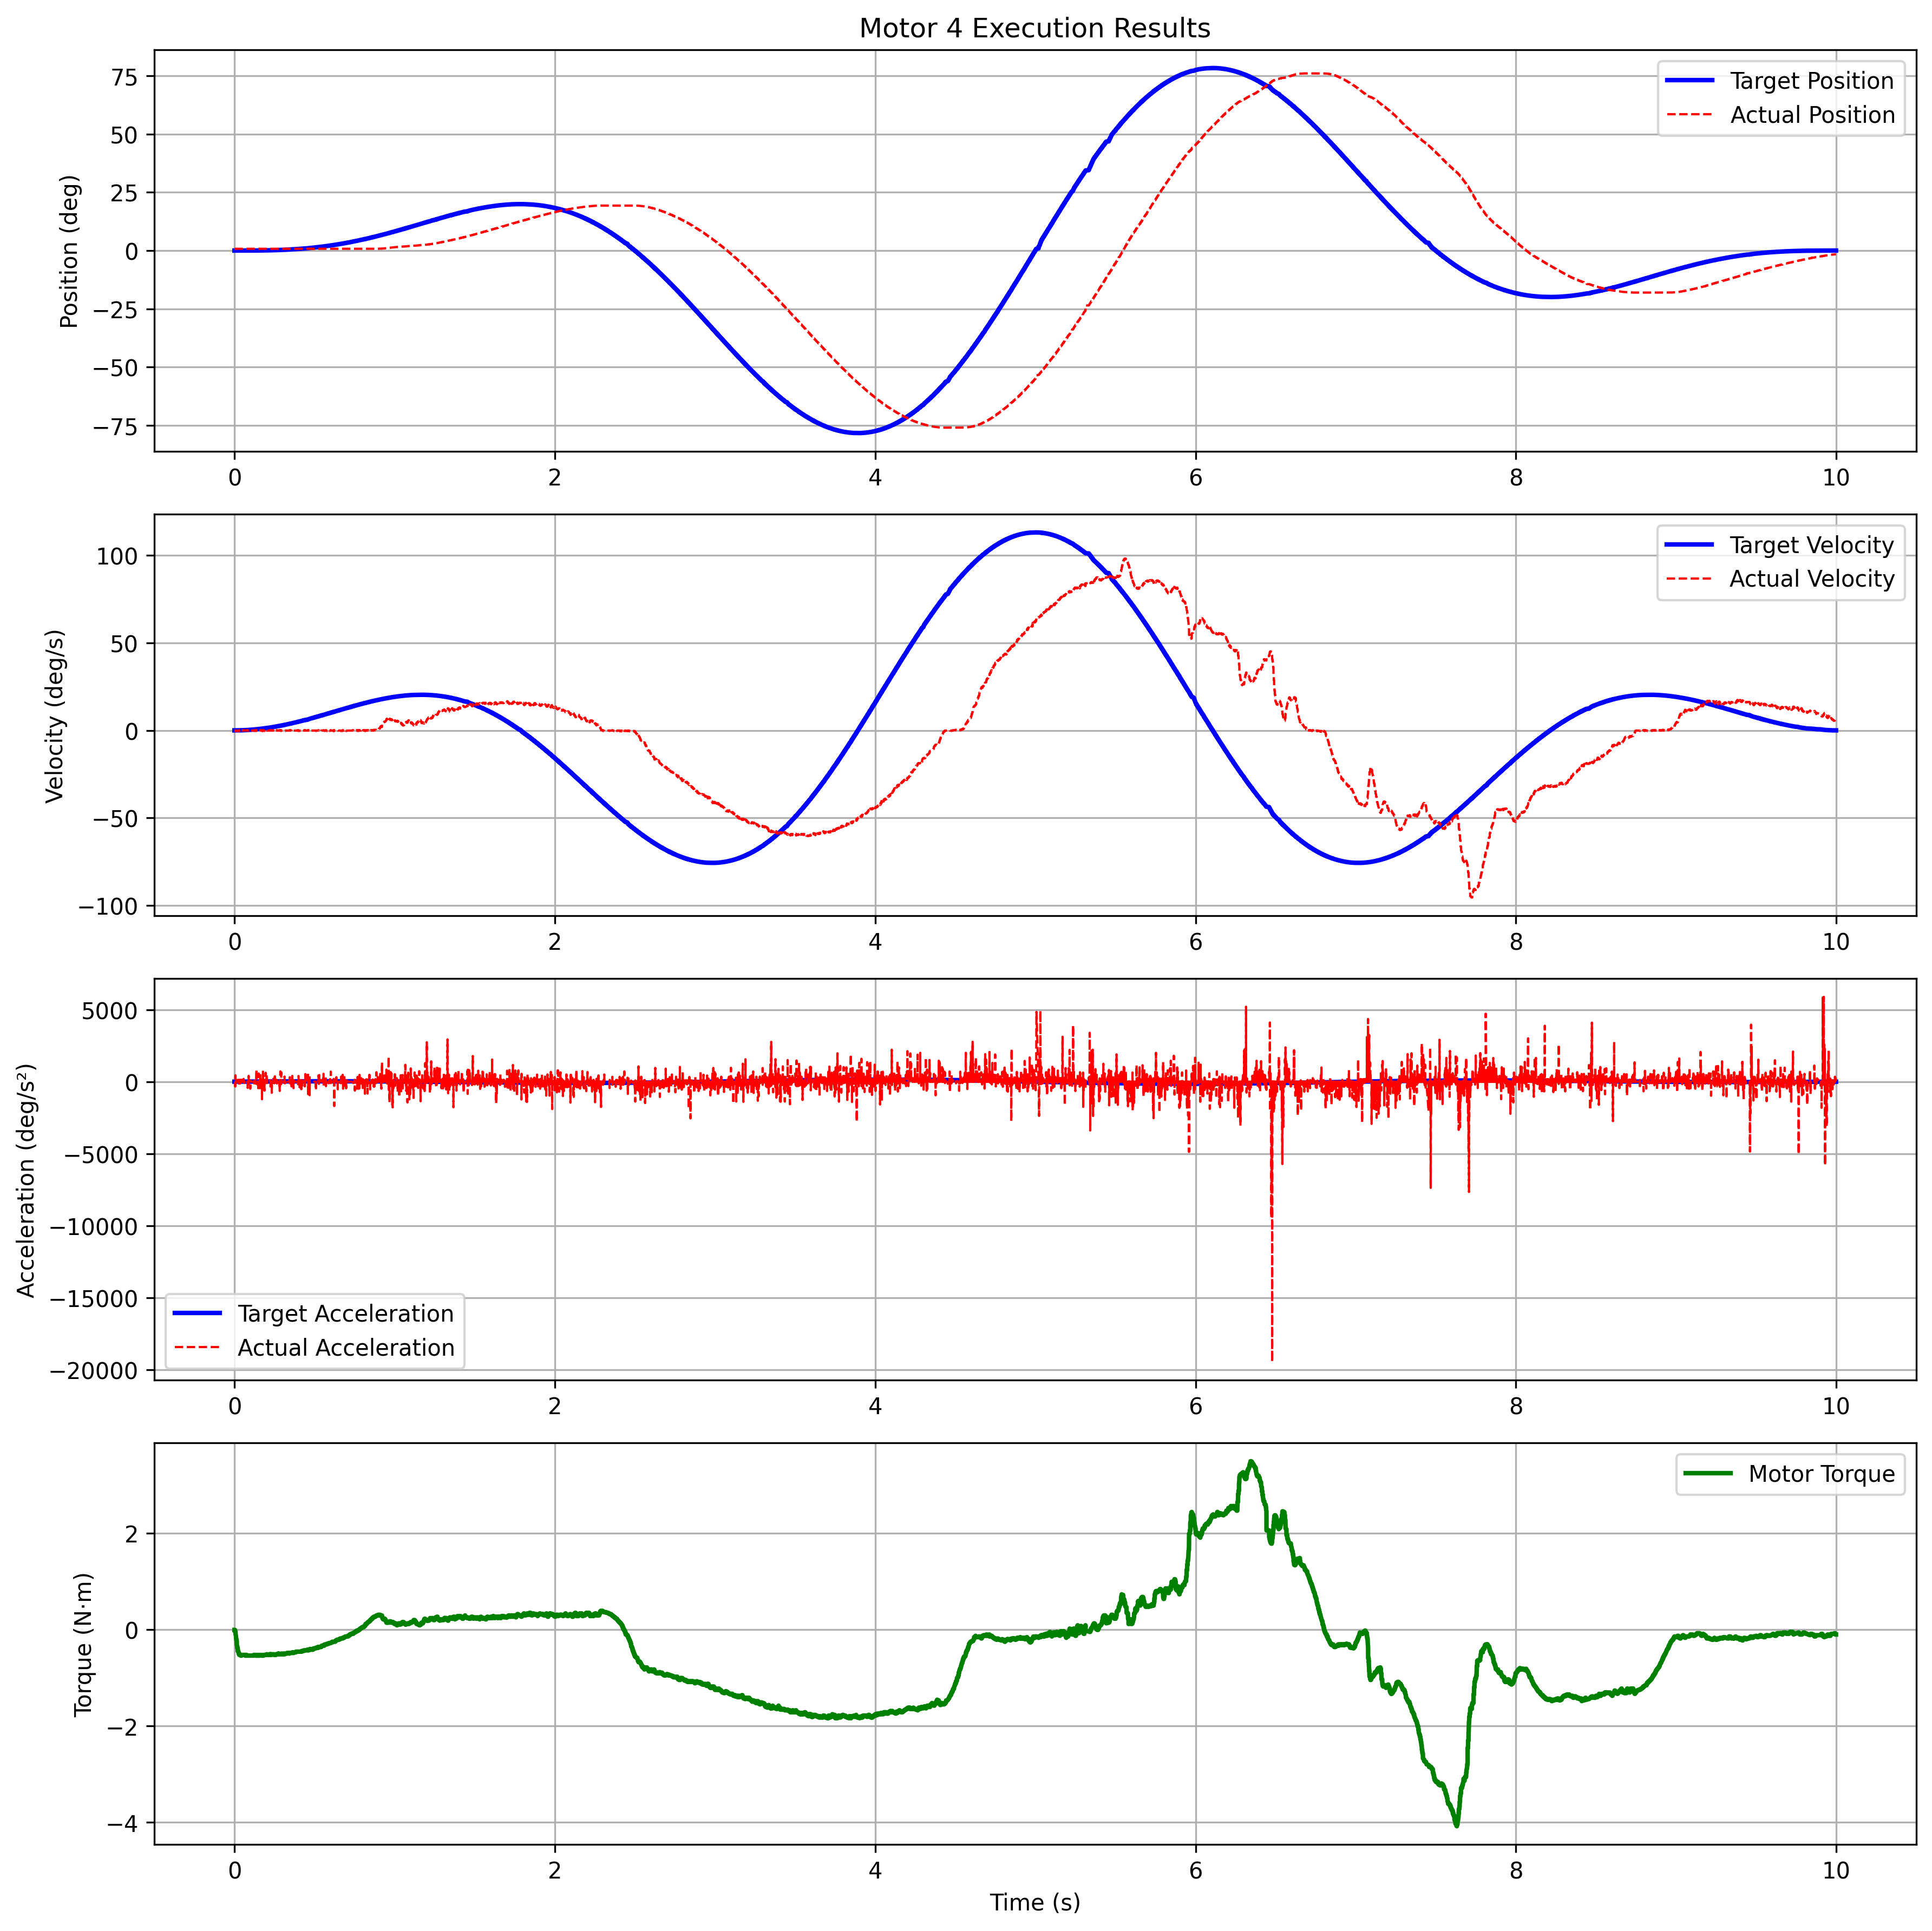 Motor 4 Execution Results
Position (deg)
75
50
25
0
−25
−50
−75
Target Position
Actual Position
0 2 4 6 8 10
Velocity (deg/s)
100
50
0
−50
−100
Target Velocity
Actual Velocity
0 2 4 6 8 10
Acceleration (deg/s²)
5000
0
−5000
−10000
−15000
−20000
Target Acceleration
Actual Acceleration
0 2 4 6 8 10
Torque (N·m)
2
0
−2
−4
Motor Torque
0 2 4 6 8 10
Time (s)